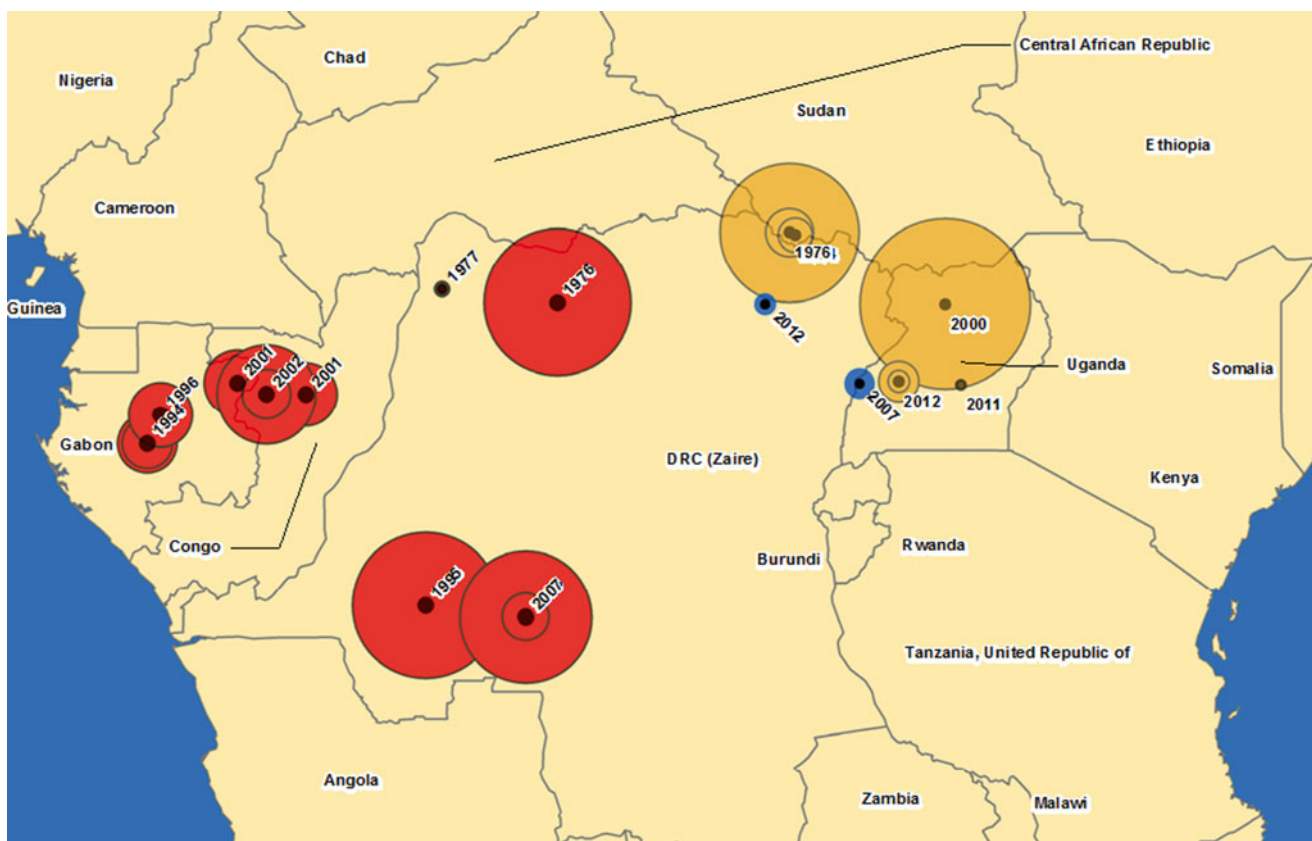 Central African Republic
Chad
Nigeria
Sudan
Ethiopia
Cameroon
1977
1976
1976
2012
2000
Guinea
Uganda
Somalia
2001
2002
2001
1996
1994
2007
2012
2011
Gabon
DRC (Zaire)
Kenya
Congo
Burundi
Rwanda
1995
2007
Tanzania, United Republic of
Angola
Zambia
Malawi